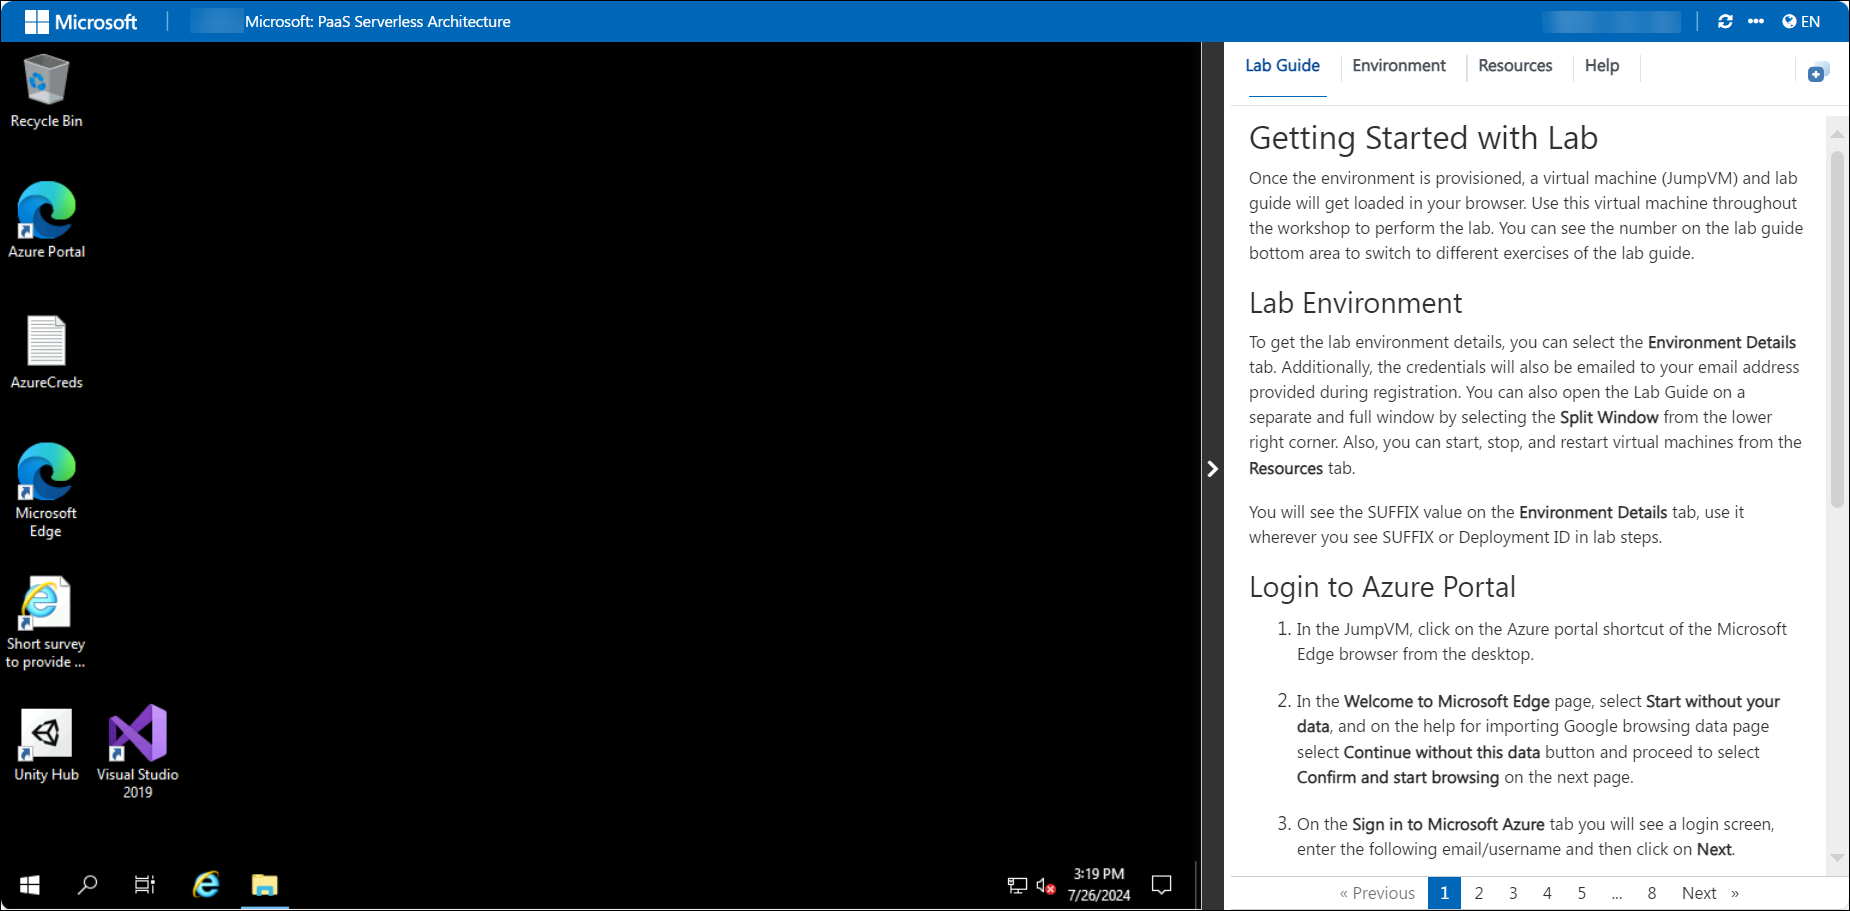 Microsoft
Microsoft: PaaS Serverless Architecture
EN
Recycle Bin
Azure Portal
AzureCreds
Microsoft
Edge
Short survey
to provide ...
Unity Hub
Visual Studio
2019
3:19 PM
7/26/2024
Lab Guide
Environment
Resources
Help
Getting Started with Lab
Once the environment is provisioned, a virtual machine (JumpVM) and lab
guide will get loaded in your browser. Use this virtual machine throughout
the workshop to perform the lab. You can see the number on the lab guide
bottom area to switch to different exercises of the lab guide.
Lab Environment
To get the lab environment details, you can select the Environment Details
tab. Additionally, the credentials will also be emailed to your email address
provided during registration. You can also open the Lab Guide on a
separate and full window by selecting the Split Window from the lower
right corner. Also, you can start, stop, and restart virtual machines from the
Resources tab.
You will see the SUFFIX value on the Environment Details tab, use it
wherever you see SUFFIX or Deployment ID in lab steps.
Login to Azure Portal
1. In the JumpVM, click on the Azure portal shortcut of the Microsoft
Edge browser from the desktop.
2. In the Welcome to Microsoft Edge page, select Start without your
data, and on the help for importing Google browsing data page
select Continue without this data button and proceed to select
Confirm and start browsing on the next page.
3. On the Sign in to Microsoft Azure tab you will see a login screen,
enter the following email/username and then click on Next.
« Previous 1 2 3 4 5 ... 8 Next »